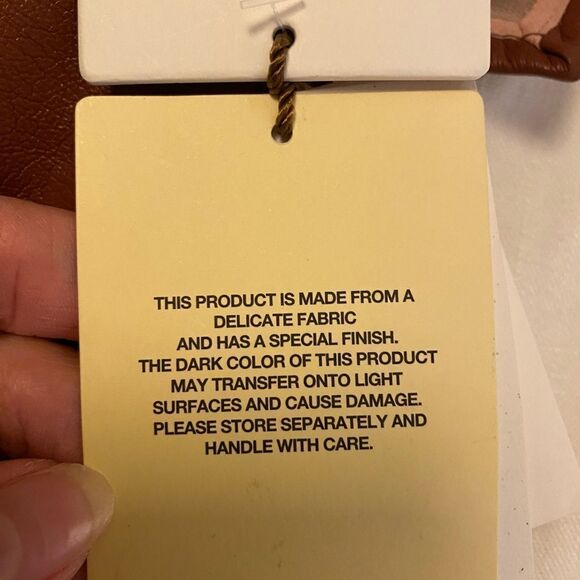 THIS PRODUCT IS MADE FROM A
DELICATE FABRIC
AND HAS A SPECIAL FINISH.
THE DARK COLOR OF THIS PRODUCT
MAY TRANSFER ONTO LIGHT
SURFACES AND CAUSE DAMAGE.
PLEASE STORE SEPARATELY AND
HANDLE WITH CARE.